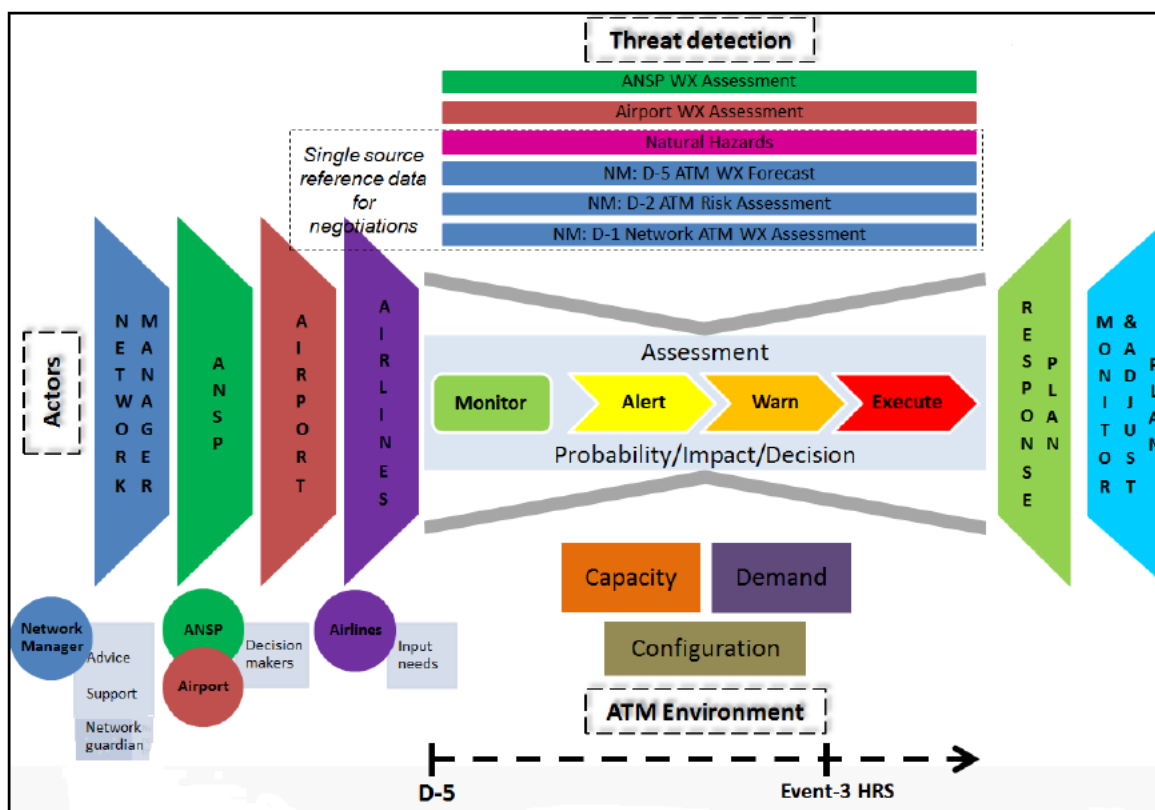 Threat detection
ANSP WX Assessment
Airport WX Assessment
Natural Hazards
NM: D-5 ATM WX Forecast
NM: D-2 ATM Risk Assessment
NM: D-1 Network ATM WX Assessment
Single source
reference data
for
negotiations
Actors
NETWORK
MANAGER
ANSP
AIRPORT
AIRLINES
Assessment
Monitor
Alert
Warn
Execute
Probability/Impact/Decision
RESPONSE
PLAN
MONITOR
&ADJUST
PLAN
Capacity
Demand
Configuration
ATM Environment
Network
Manager
Advice
Support
Network
guardian
ANSP
Airport
Decision
makers
Airlines
Input
needs
D-5
Event-3 HRS